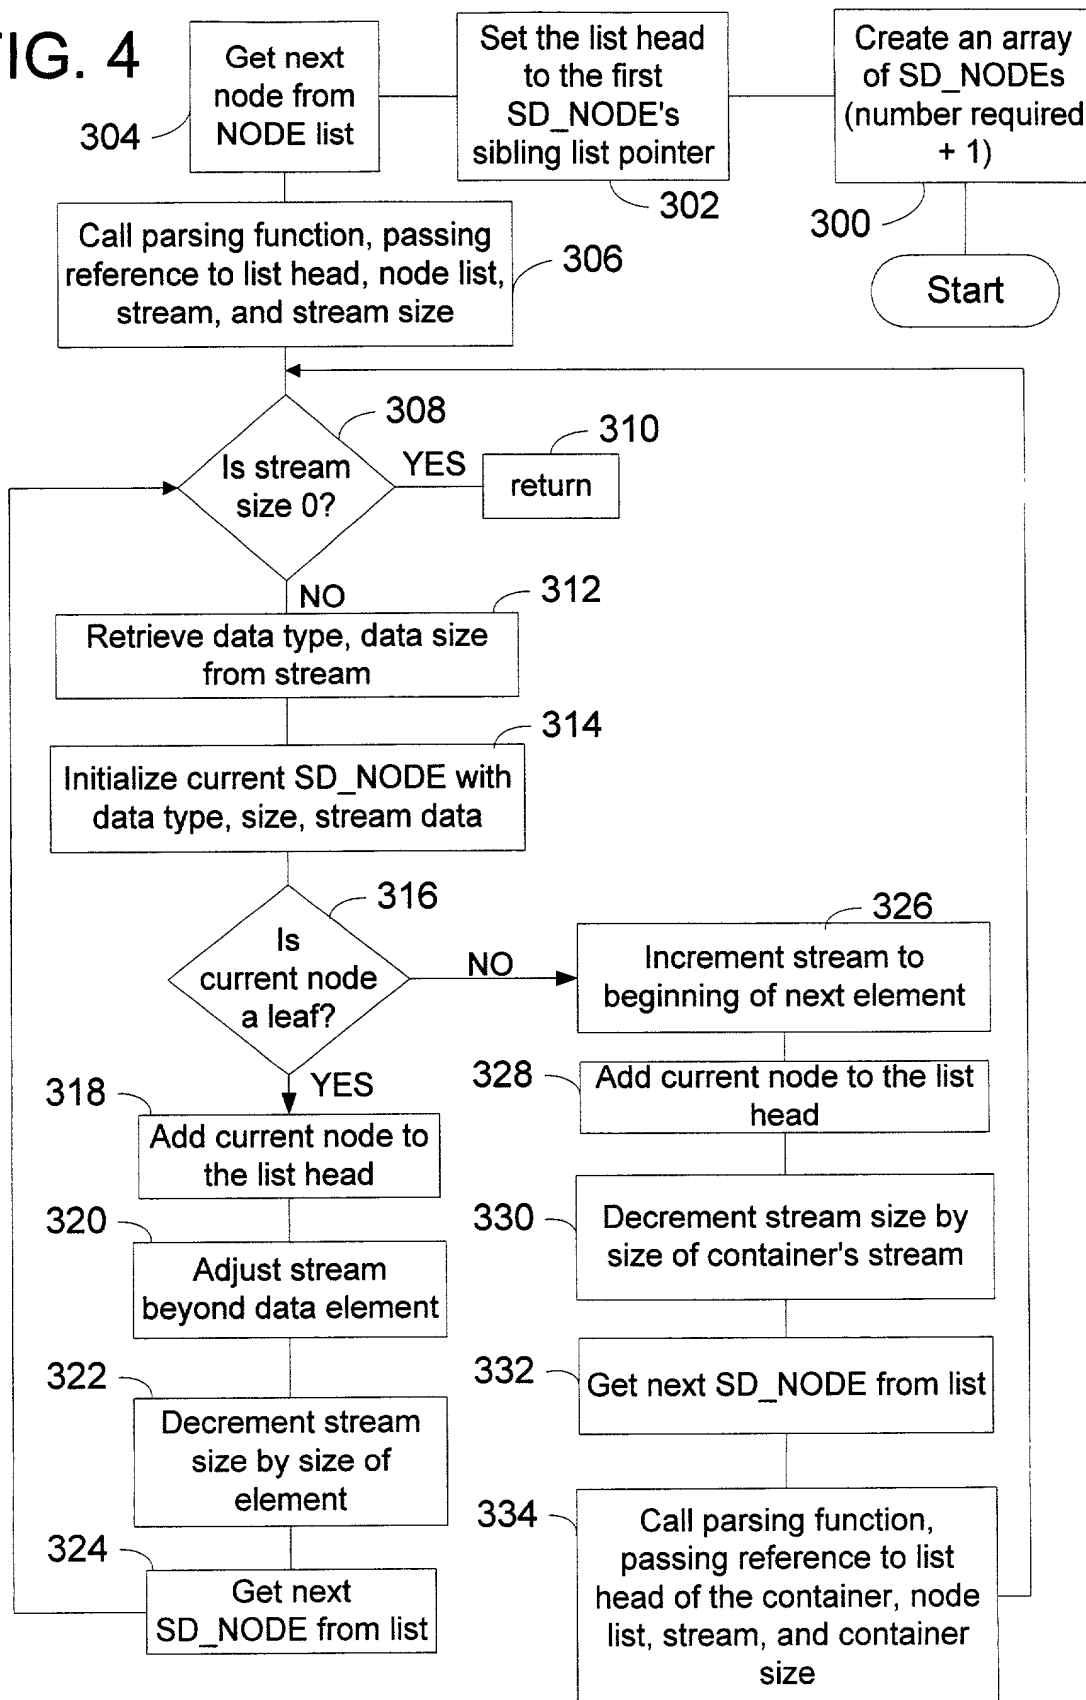 FIG. 4
Get next
node from
NODE list
304
Set the list head
to the first
SD_NODE's
sibling list pointer
302
Create an array
of SD_NODEs
(number required
+ 1)
300
Start
Call parsing function, passing
reference to list head, node list,
stream, and stream size
306
Is stream
size 0?
308
YES
310
return
NO
312
Retrieve data type, data size
from stream
314
Initialize current SD_NODE with
data type, size, stream data
316
Is
current node
a leaf?
NO
326
Increment stream to
beginning of next element
YES
318
Add current node to
the list head
328
Add current node to the list
head
320
Adjust stream
beyond data element
330
Decrement stream size by
size of container's stream
322
Decrement stream
size by size of
element
332
Get next SD_NODE from list
324
Get next
SD_NODE from list
334
Call parsing function,
passing reference to list
head of the container, node
list, stream, and container
size